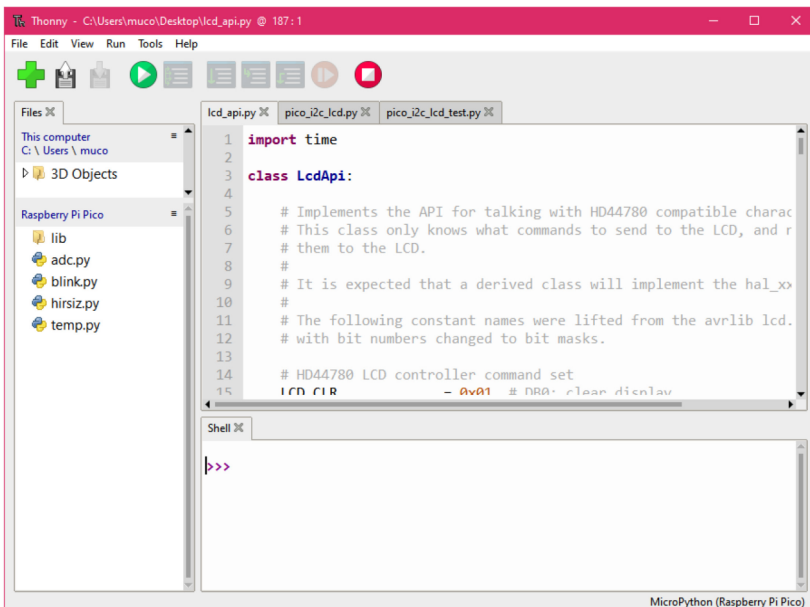 Thonny - C:\Users\muco\Desktop\lcd_api.py @ 187:1
File Edit View Run Tools Help
Files
This computer
C: \ Users \ muco
3D Objects
Raspberry Pi Pico
lib
adc.py
blink.py
hirsiz.py
temp.py
lcd_api.py pico_i2c_lcd.py pico_i2c_lcd_test.py
1 import time
2
3 class LcdApi:
4
5 # Implements the API for talking with HD44780 compatible charac
6 # This class only knows what commands to send to the LCD, and
7 # them to the LCD.
8 #
9 # It is expected that a derived class will implement the hal_xx
10 #
11 # The following constant names were lifted from the avrlib lcd.
12 # with bit numbers changed to bit masks.
13
14 # HD44780 LCD controller command set
15 LCD_CLR = 0x01 # DB0: clear display
Shell
>>>
MicroPython (Raspberry Pi Pico)